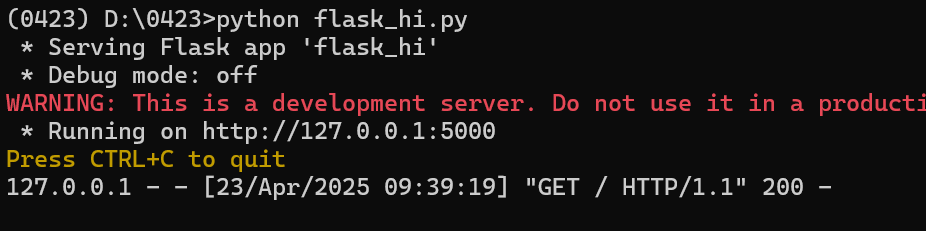 (0423) D:\0423>python flask_hi.py
 * Serving Flask app 'flask_hi'
 * Debug mode: off
WARNING: This is a development server. Do not use it in a producti
 * Running on http://127.0.0.1:5000
Press CTRL+C to quit
127.0.0.1 - - [23/Apr/2025 09:39:19] "GET / HTTP/1.1" 200 -